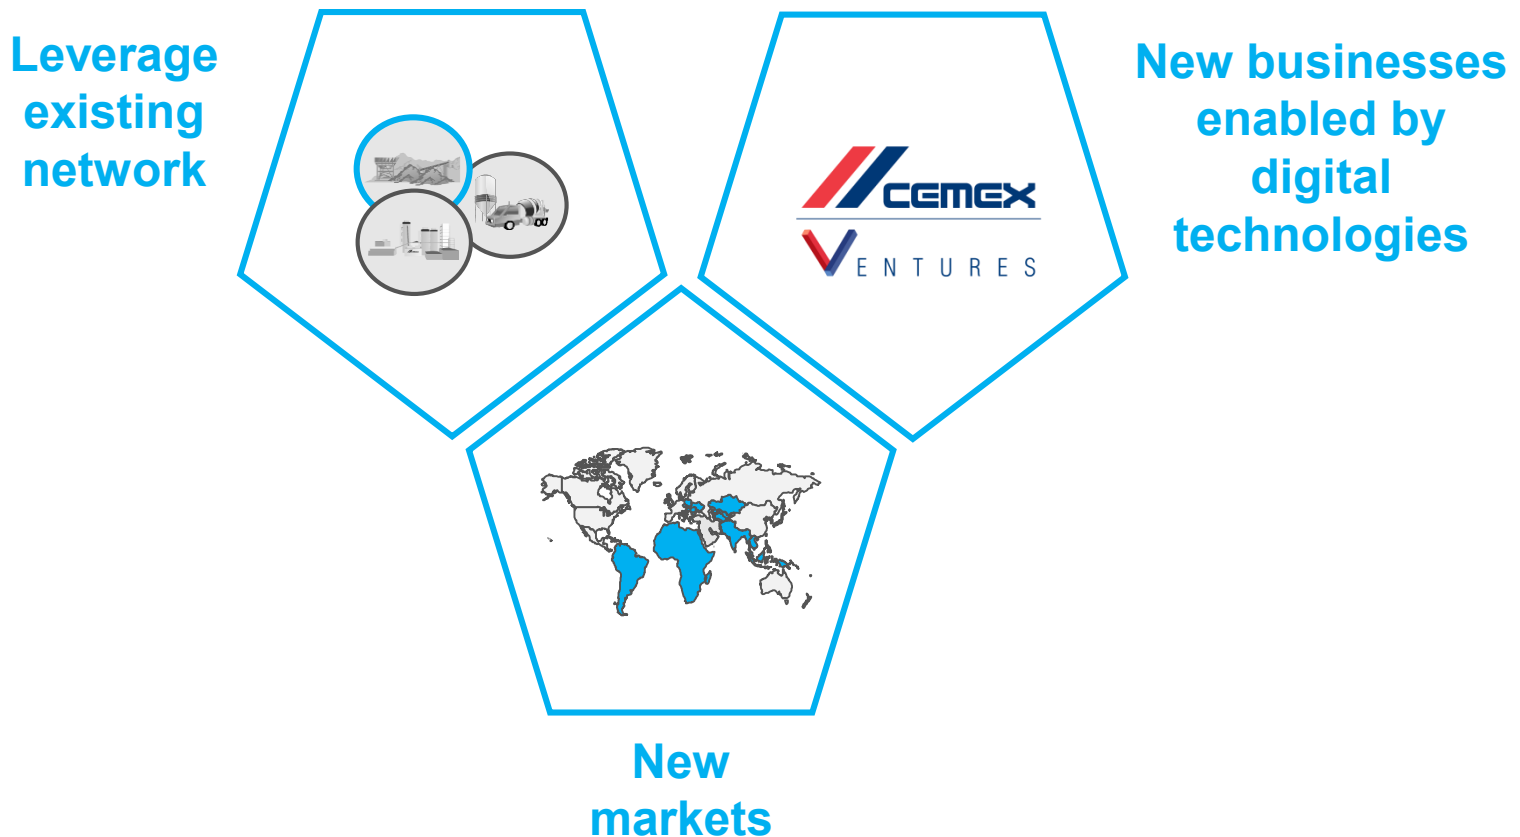 Leverage
existing
network
New businesses
enabled by
digital
technologies
CEMEX
VENTURES
New
markets